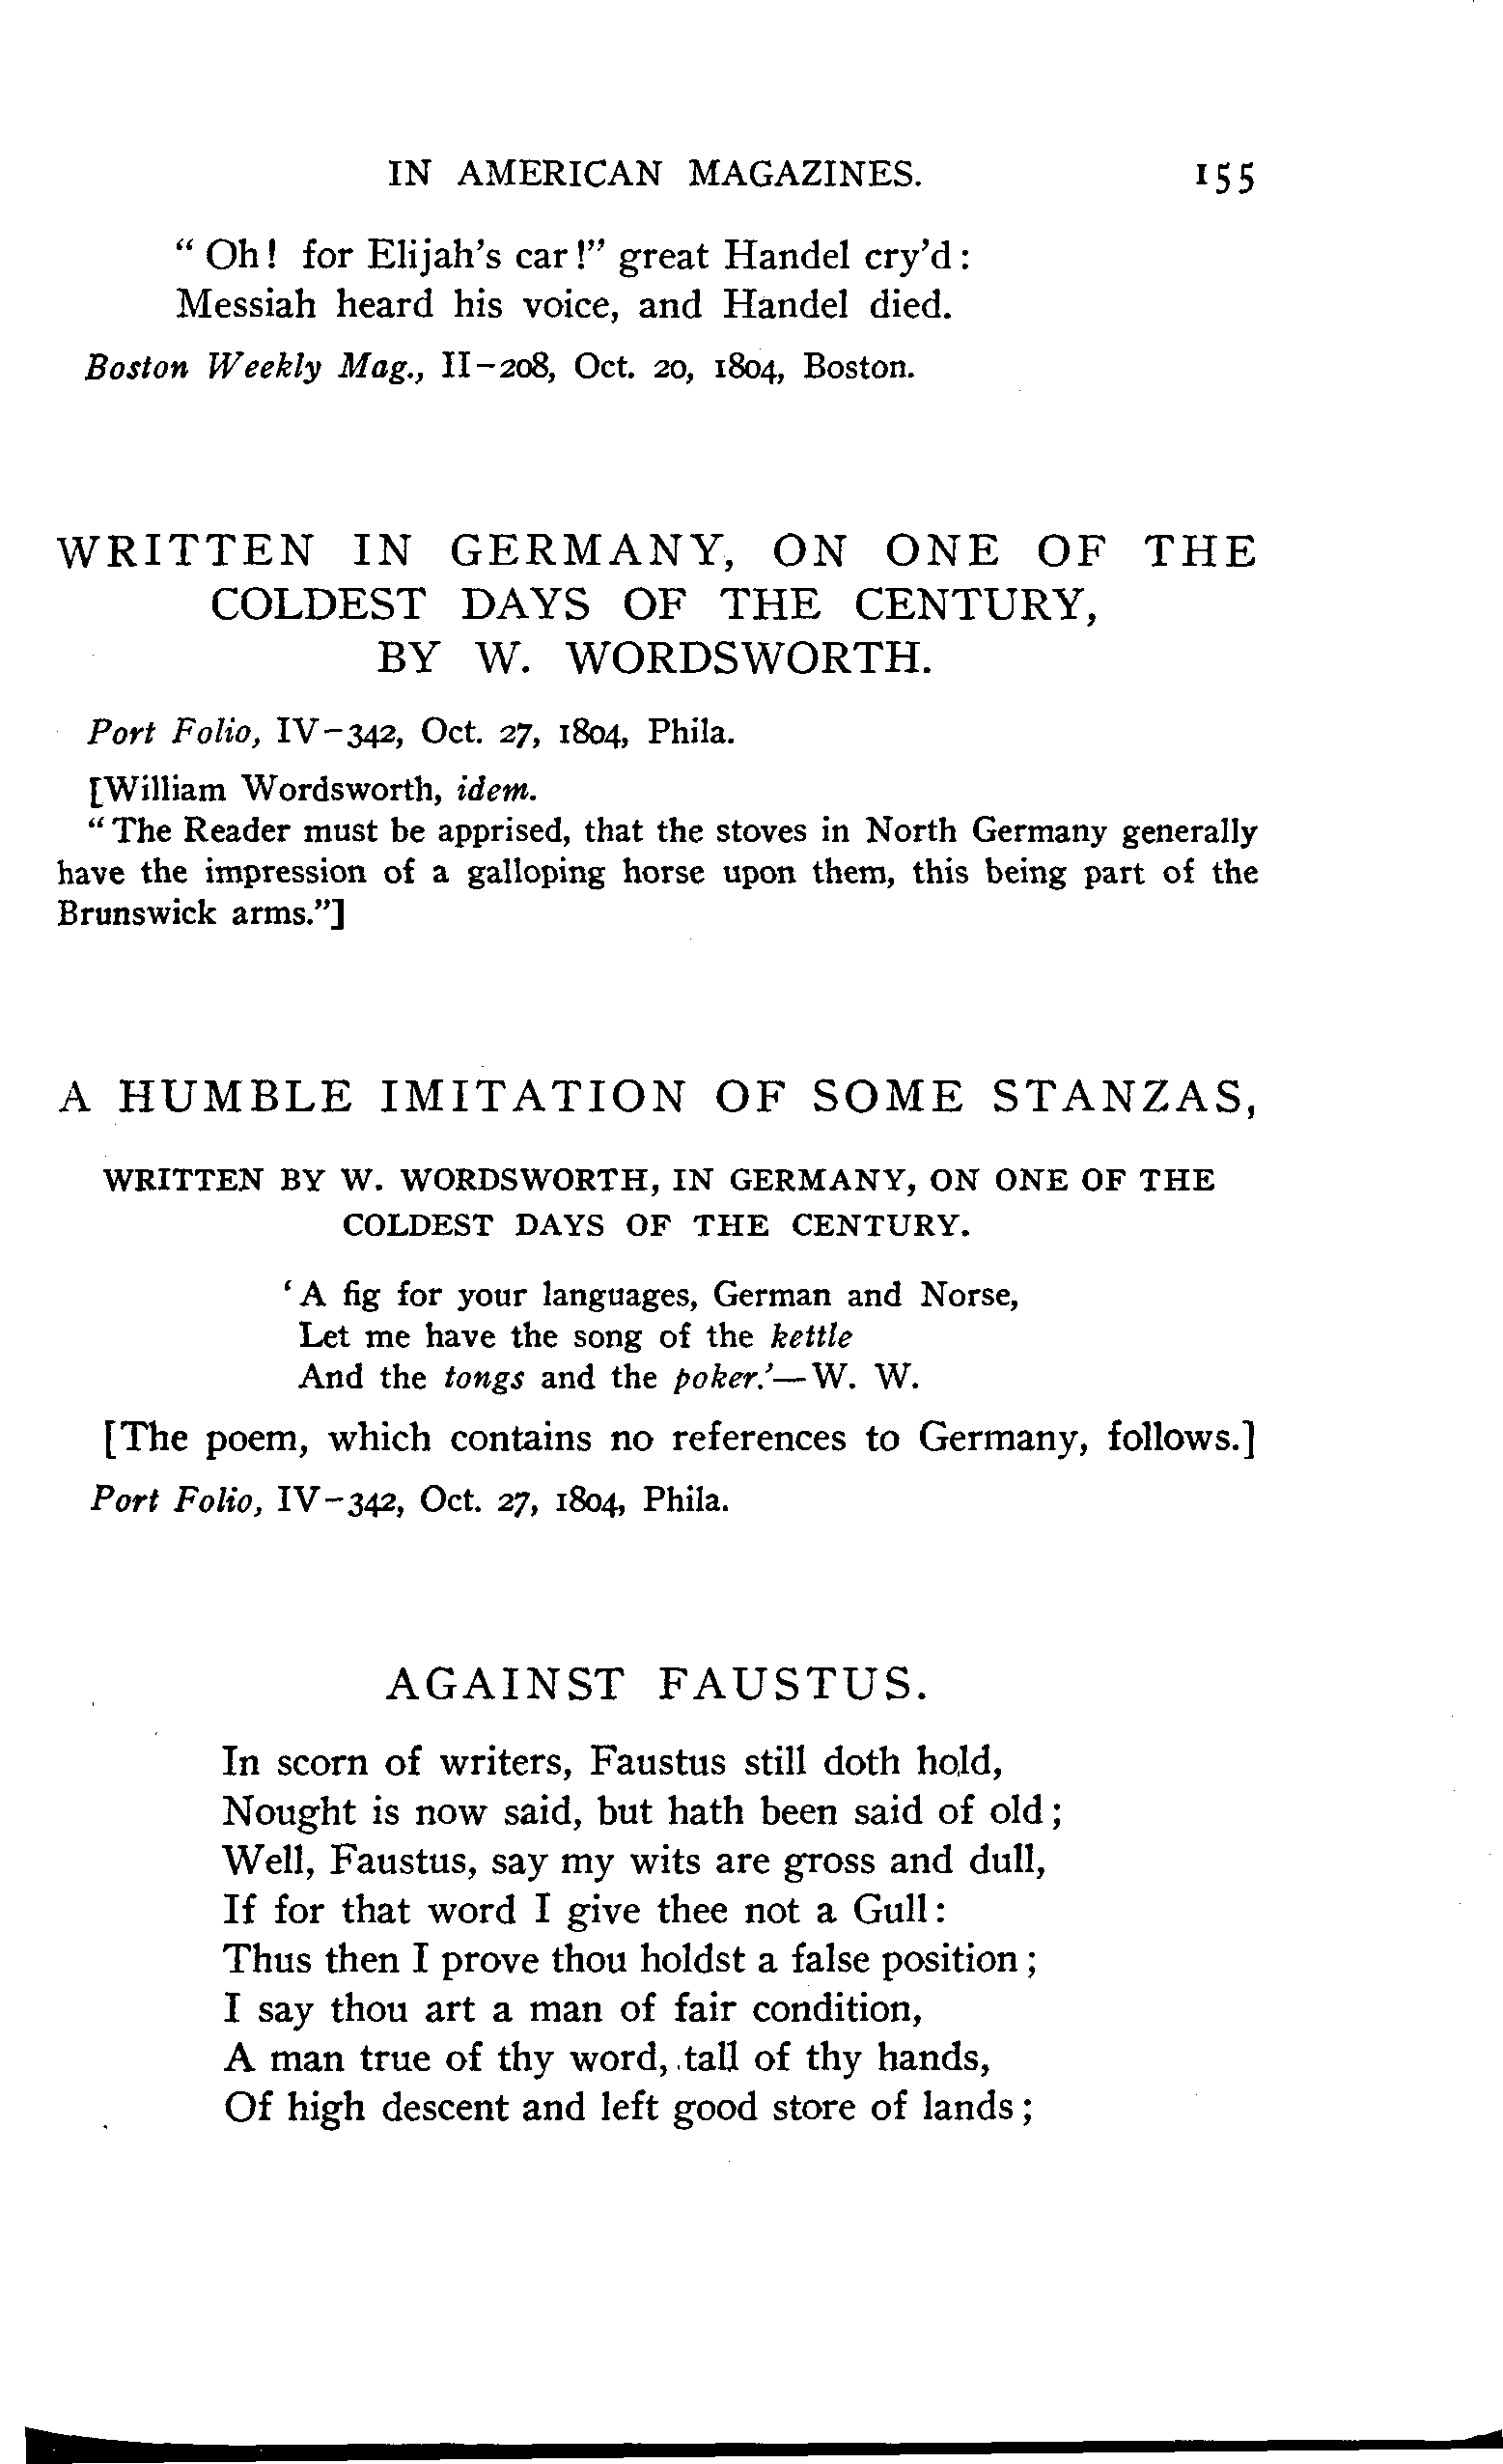 IN AMERICAN MAGAZINES. 155
“ Oh! for Elijah's car !” great Handel cry'd :
Messiah heard his voice, and Handel died.
Boston Weekly Mag., II-208, Oct. 20, 1804, Boston.
WRITTEN IN GERMANY, ON ONE OF THE
COLDEST DAYS OF THE CENTURY,
BY W. WORDSWORTH.
Port Folio, IV-342, Oct. 27, 1804, Phila.
[William Wordsworth, idem.
“ The Reader must be apprised, that the stoves in North Germany generally
have the impression of a galloping horse upon them, this being part of the
Brunswick arms.”]
A HUMBLE IMITATION OF SOME STANZAS,
WRITTEN BY W. WORDSWORTH, IN GERMANY, ON ONE OF THE
COLDEST DAYS OF THE CENTURY.
‘ A fig for your languages, German and Norse,
Let me have the song of the kettle
And the tongs and the poker.’—W. W.
[The poem, which contains no references to Germany, follows.]
Port Folio, IV-342, Oct. 27, 1804, Phila.
AGAINST FAUSTUS.
In scorn of writers, Faustus still doth hold,
Nought is now said, but hath been said of old ;
Well, Faustus, say my wits are gross and dull,
If for that word I give thee not a Gull :
Thus then I prove thou holdst a false position ;
I say thou art a man of fair condition,
A man true of thy word, tall of thy hands,
Of high descent and left good store of lands ;